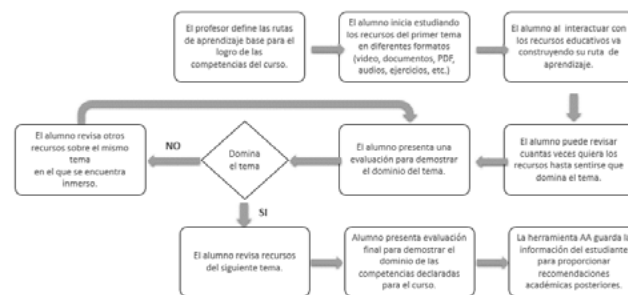 El profesor define las rutas
de aprendizaje base para el
logro de las
competencias del curso.
El alumno inicia estudiando
los recursos del primer tema
en diferentes formatos
(video, documentos, PDF,
audios, ejercicios, etc.)
El alumno al interactuar con
los recursos educativos va
construyendo su ruta de
aprendizaje.
El alumno revisa otros
recursos sobre el mismo
tema
en el que se encuentra
inmerso.
NO
Domina
el tema
El alumno presenta una
evaluación para demostrar
el dominio del tema.
El alumno puede revisar
cuantas veces quiera los
recursos hasta sentirse que
domina el tema.
SI
El alumno revisa recursos
del siguiente tema.
Alumno presenta evaluación
final para demostrar el
dominio de las
competencias declaradas
para el curso.
La herramienta AA guarda la
información del estudiante
para proporcionar
recomendaciones
académicas posteriores.